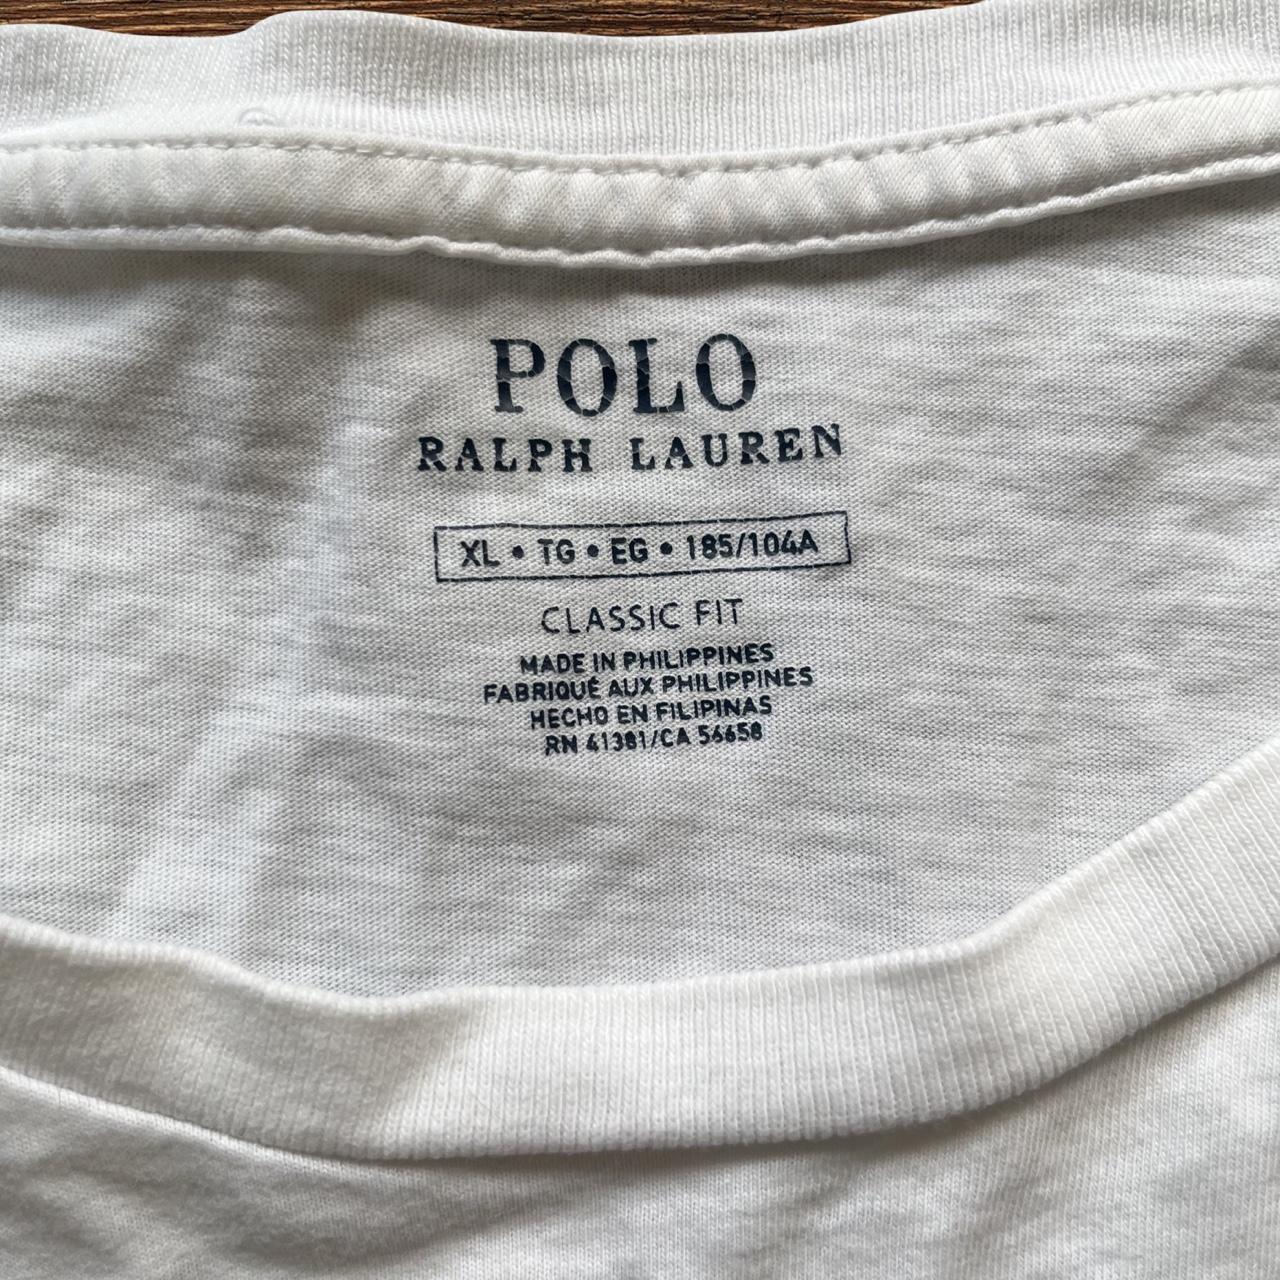 POLO
RALPH LAUREN
XL • TG • EG • 185/104A
CLASSIC FIT
MADE IN PHILIPPINES
FABRIQUÉ AUX PHILIPPINES
HECHO EN FILIPINAS
RN 41381/CA 54658